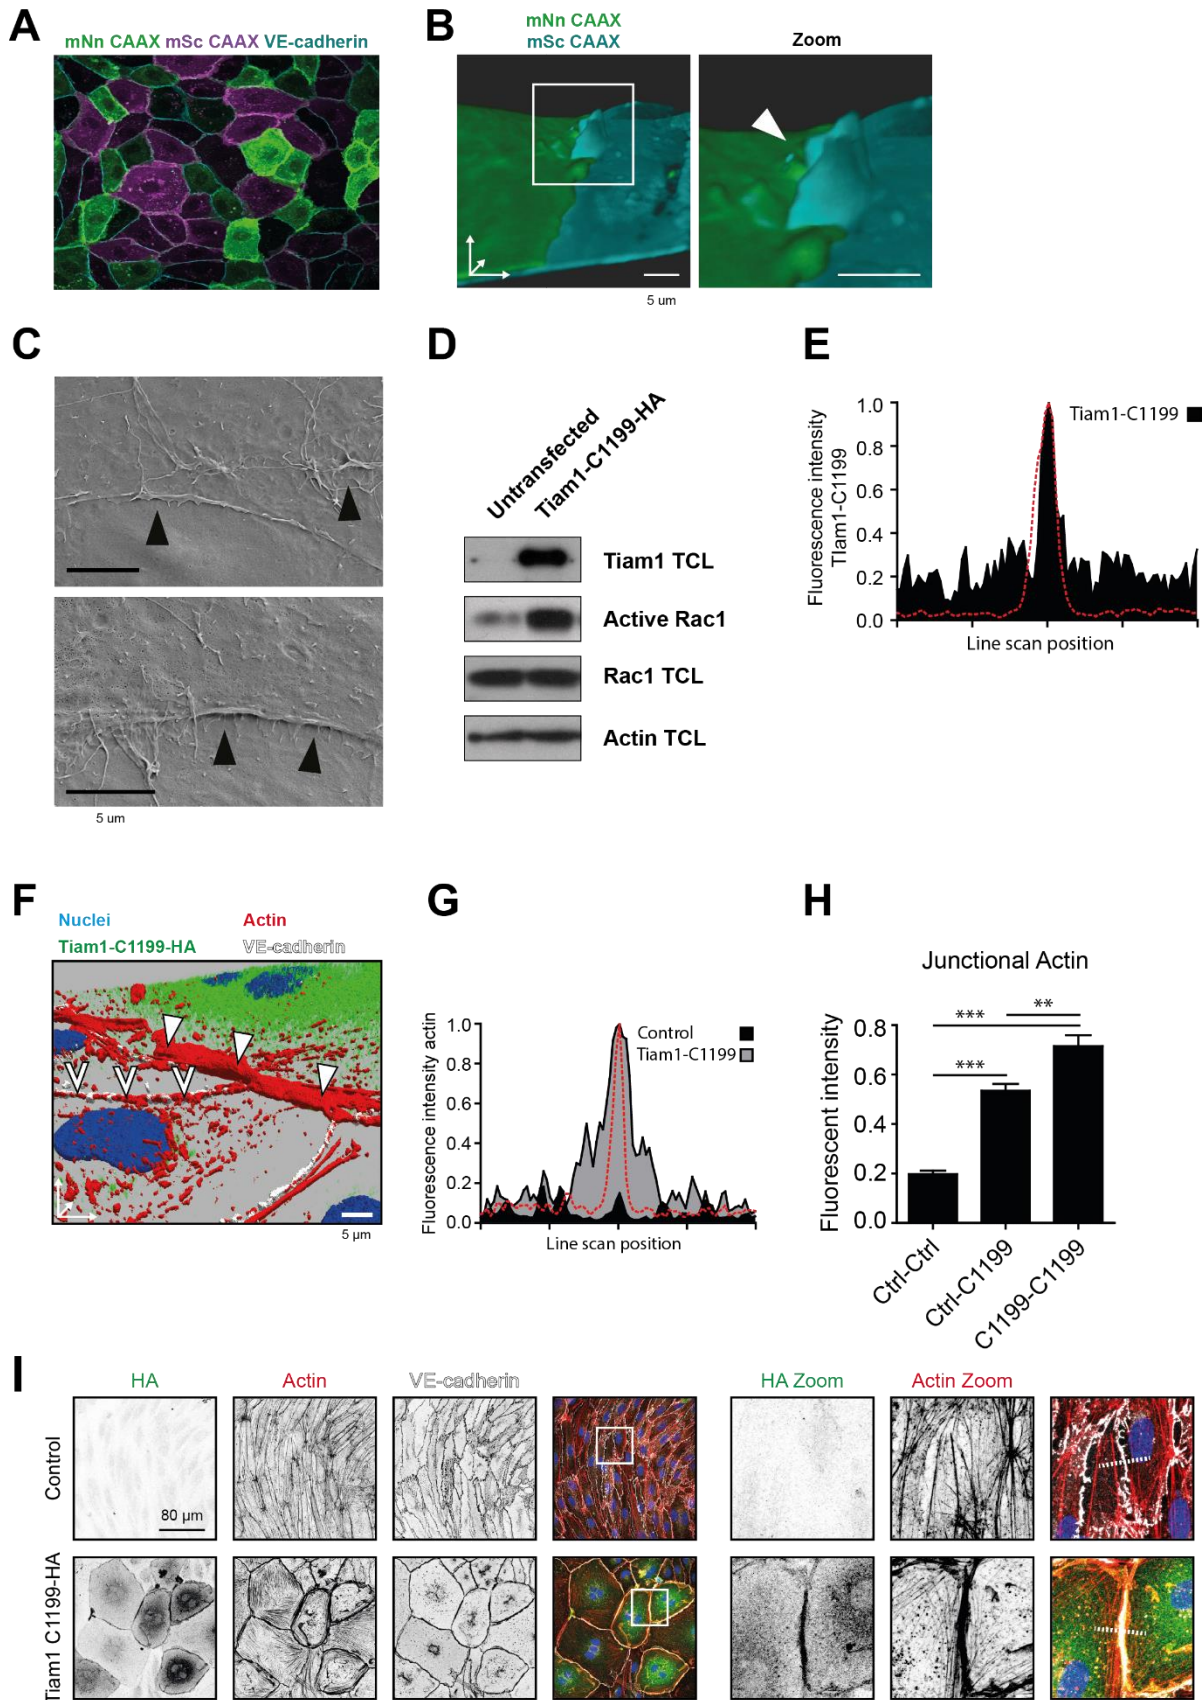 A
mNn CAAX mSc CAAX VE-cadherin
B
mNn CAAX
mSc CAAX
Zoom
5 um
C
5 um
D
Untransfected
Tiam1-C1199-HA
Tiam1 TCL
Active Rac1
Rac1 TCL
Actin TCL
E
Fluorescence intensity
TIam1-C1199
1.0
0.8
0.6
0.4
0.2
0.0
Tiam1-C1199
Line scan position
F
Nuclei
Actin
Tiam1-C1199-HA
VE-cadherin
5 µm
G
Fluorescence intensity actin
1.0
0.8
0.6
0.4
0.2
0.0
Control
Tiam1-C1199
Line scan position
H
Junctional Actin
Fluorescent intensity
0.8
0.6
0.4
0.2
0.0
***
**
***
Ctrl-Ctrl
Ctrl-C1199
C1199-C1199
I
HA
Actin
VE-cadherin
HA Zoom
Actin Zoom
Control
80 µm
Tiam1 C1199-HA